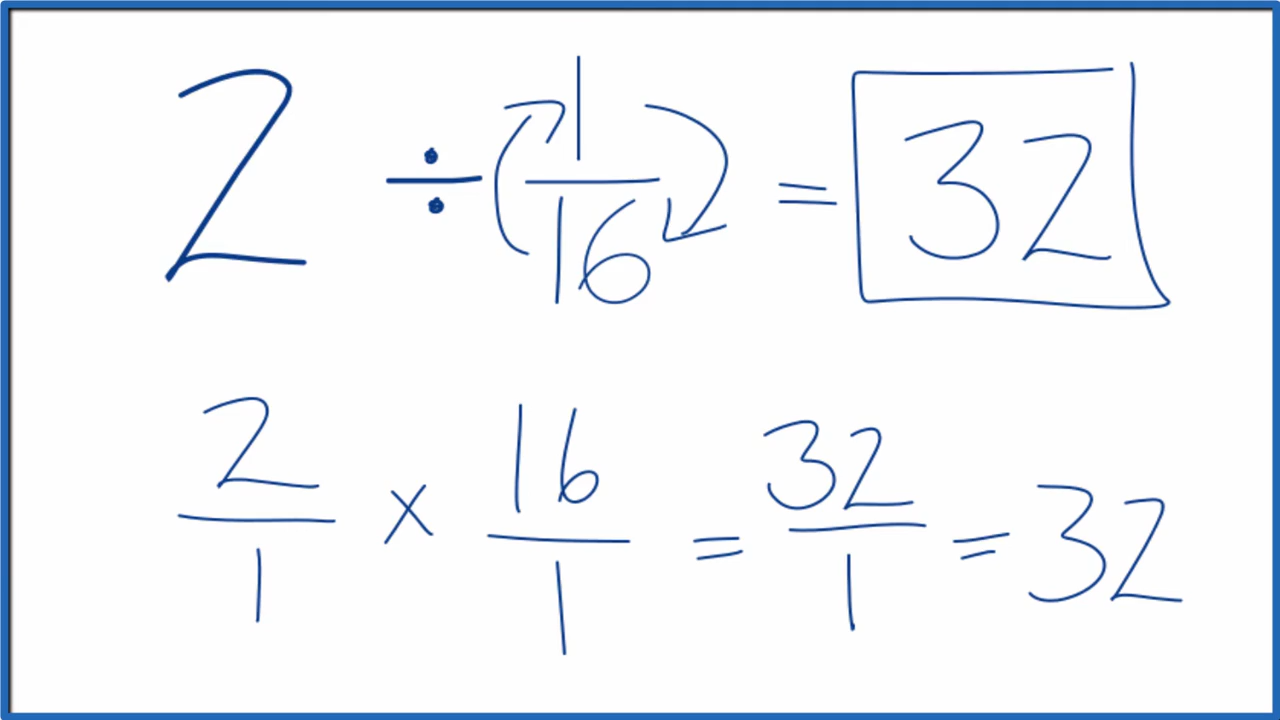 2 ÷ 1/16 = 32
2/1 × 16/1 = 32/1 = 32